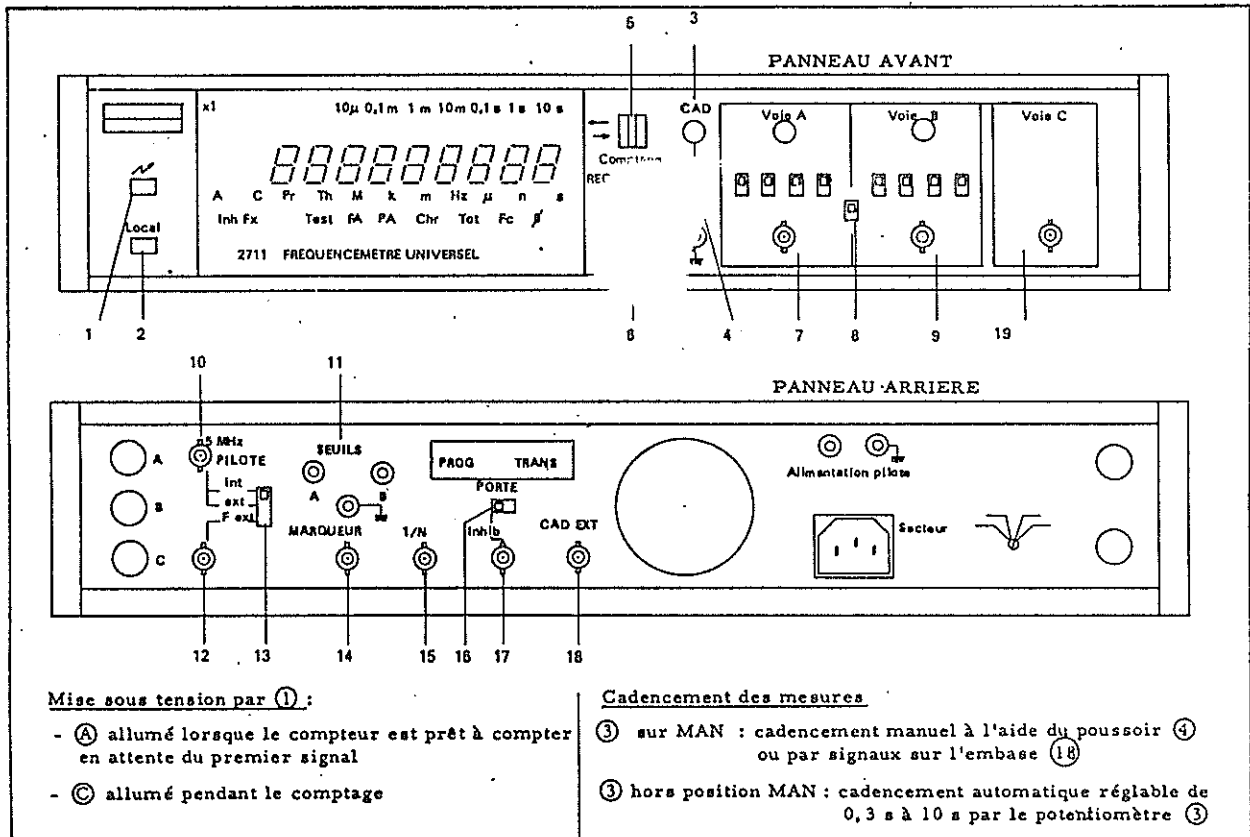 5 3
PANNEAU AVANT
x1 10µ 0,1m 1 m 10m 0,1s 1s 10 s
CAD
Voie A Voie B Voie C
REC
A C Pr Th M k m Hz µ n s
Inh Fx Test FA PA Chr Tot Fc
Local
2711 FREQUENCEMETRE UNIVERSEL
1 2 6 4 7 8 9 19
10 11
PANNEAU ARRIERE
A 5 MHz SEUILS
PILOTE PROG TRANS
Int A B PORTE
B ext
F ext MARQUEUR 1/N Inhib CAD EXT
C
Alimentation pilote
Secteur
12 13 14 15 16 17 18
Mise sous tension par ① :
- Ⓐ allumé lorsque le compteur est prêt à compter
en attente du premier signal
- Ⓒ allumé pendant le comptage
Cadencement des mesures
③ sur MAN : cadencement manuel à l'aide du poussoir ④
ou par signaux sur l'embase ⑱
③ hors position MAN : cadencement automatique réglable de
0,3 s à 10 s par le potentiomètre ③